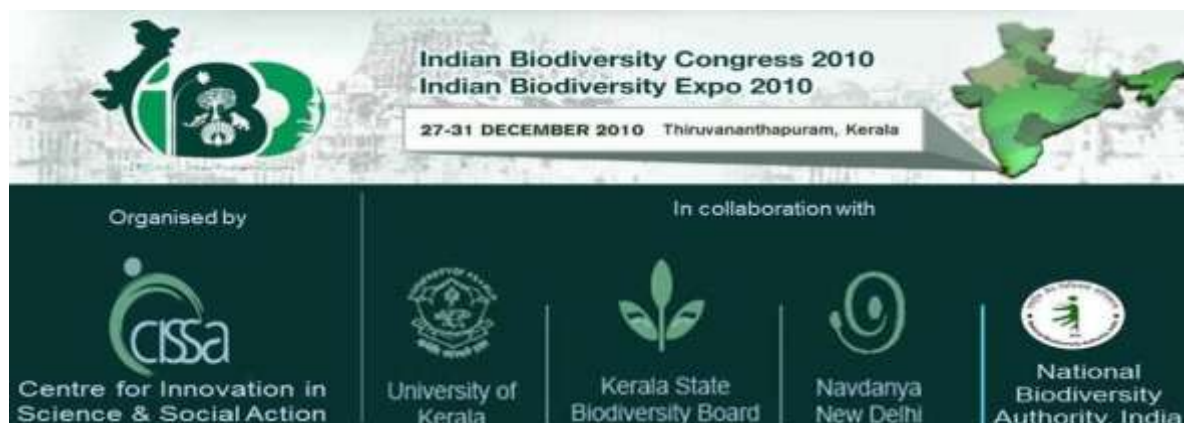 Indian Biodiversity Congress 2010
Indian Biodiversity Expo 2010
27-31 DECEMBER 2010 Thiruvananthapuram, Kerala
Organised by
In collaboration with
CISSA
Centre for Innovation in
Science & Social Action
University of
Kerala
Kerala State
Biodiversity Board
Navdanya
New Delhi
National
Biodiversity
Authority, India